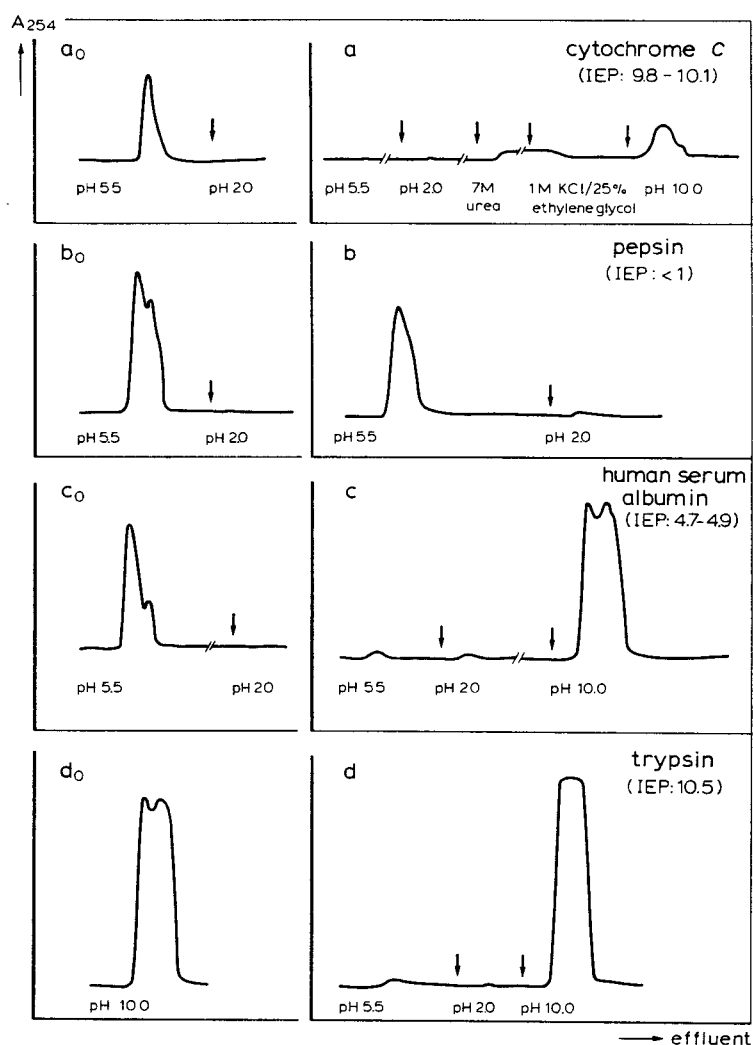 A254
a0
pH 5.5
pH 2.0
a
cytochrome c
(IEP: 9.8 - 10.1)
pH 5.5
pH 2.0
7M
urea
1M KCl/25%
ethylene glycol
pH 10.0
b0
pH 5.5
pH 2.0
b
pepsin
(IEP: < 1)
pH 5.5
pH 2.0
c0
pH 5.5
pH 2.0
c
human serum
albumin
(IEP: 4.7-4.9)
pH 5.5
pH 2.0
pH 10.0
d0
pH 10.0
d
trypsin
(IEP: 10.5)
pH 5.5
pH 2.0
pH 10.0
effluent